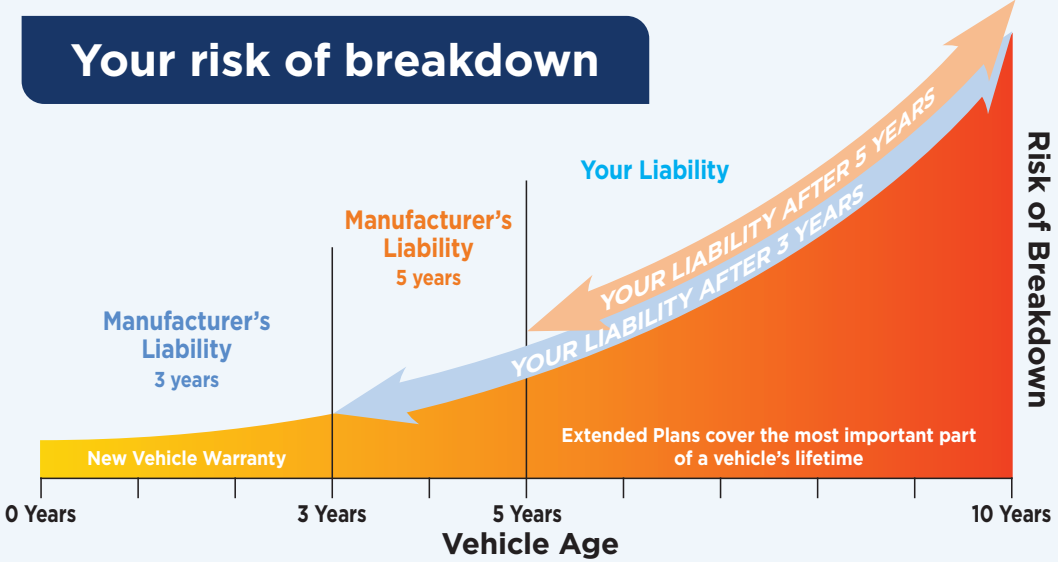 Your risk of breakdown
Your Liability
YOUR LIABILITY AFTER 5 YEARS
YOUR LIABILITY AFTER 3 YEARS
Manufacturer's
Liability
5 years
Manufacturer's
Liability
3 years
Risk of Breakdown
New Vehicle Warranty
Extended Plans cover the most important part
of a vehicle's lifetime
0 Years
3 Years
5 Years
10 Years
Vehicle Age